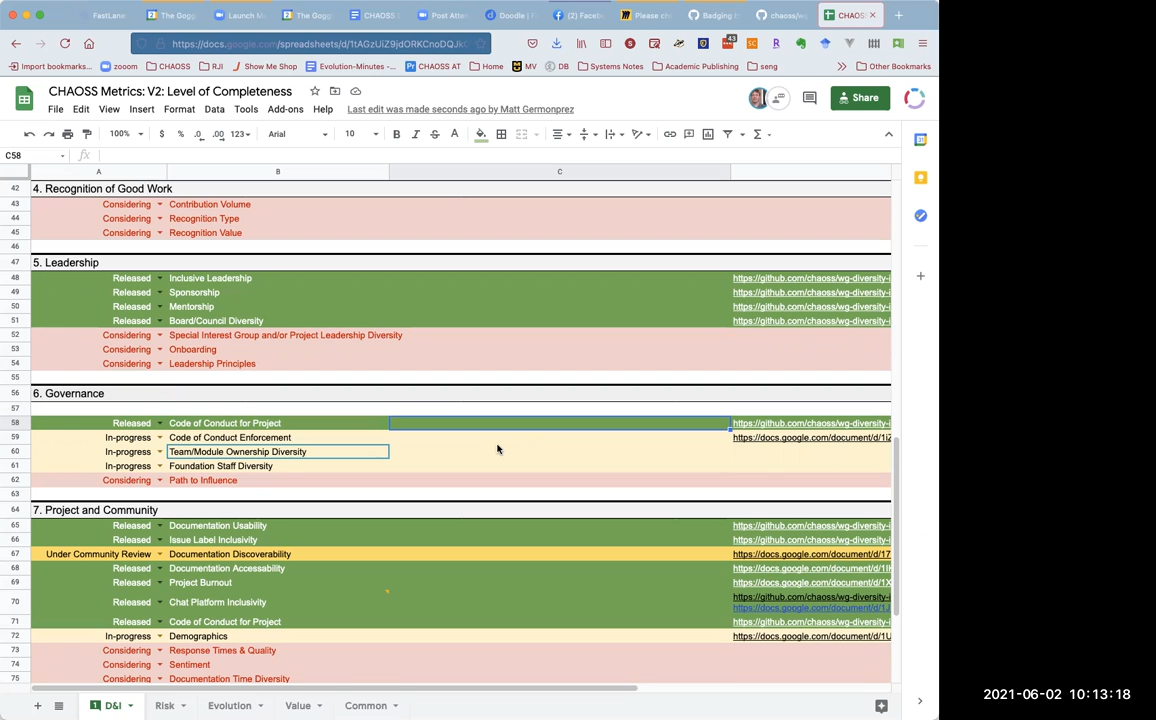 FastLane
The Gogg
Launch M
The Gogg
CHAOSS
Post Att
Doodle |
(2) Faceb
Please ch
Badging
chaoss/w
CHAOS
https://docs.google.com/spreadsheets/d/1tAGzUiZ9jdORKCnoDQJk
43
Import bookmarks...
zooom
CHAOSS
RJI
Show Me Shop
Evolution-Minutes -...
CHAOSS AT
Home
MV
DB
Systems Notes
Academic Publishing
seng
Other Bookmarks
CHAOSS Metrics: V2: Level of Completeness
File Edit View Insert Format Data Tools Add-ons Help Last edit was made seconds ago by Matt Germonprez
Share
100% $ % .0 .00 123 Arial 10 B I S A
C58 fx
A B C
42 4. Recognition of Good Work
43 Considering Contribution Volume
44 Considering Recognition Type
45 Considering Recognition Value
46
47 5. Leadership
48 Released Inclusive Leadership https://github.com/chaoss/wg-diversity-i
49 Released Sponsorship https://github.com/chaoss/wg-diversity-i
50 Released Mentorship https://github.com/chaoss/wg-diversity-i
51 Released Board/Council Diversity https://github.com/chaoss/wg-diversity-i
52 Considering Special Interest Group and/or Project Leadership Diversity
53 Considering Onboarding
54 Considering Leadership Principles
55
56 6. Governance
57
58 Released Code of Conduct for Project https://github.com/chaoss/wg-diversity-i
59 In-progress Code of Conduct Enforcement https://docs.google.com/document/d/1iZ
60 In-progress Team/Module Ownership Diversity
61 In-progress Foundation Staff Diversity
62 Considering Path to Influence
63
64 7. Project and Community
65 Released Documentation Usability https://github.com/chaoss/wg-diversity-i
66 Released Issue Label Inclusivity https://github.com/chaoss/wg-diversity-i
67 Under Community Review Documentation Discoverability https://docs.google.com/document/d/17
68 Released Documentation Accessability https://docs.google.com/document/d/1II
69 Released Project Burnout https://docs.google.com/document/d/1X
70 Released Chat Platform Inclusivity https://github.com/chaoss/wg-diversity-i
https://docs.google.com/document/d/1J
71 Released Code of Conduct for Project https://github.com/chaoss/wg-diversity-i
72 In-progress Demographics https://docs.google.com/document/d/1U
73 Considering Response Times & Quality
74 Considering Sentiment
75 Considering Documentation Time Diversity
1 D&I Risk Evolution Value Common
2021-06-02 10:13:18